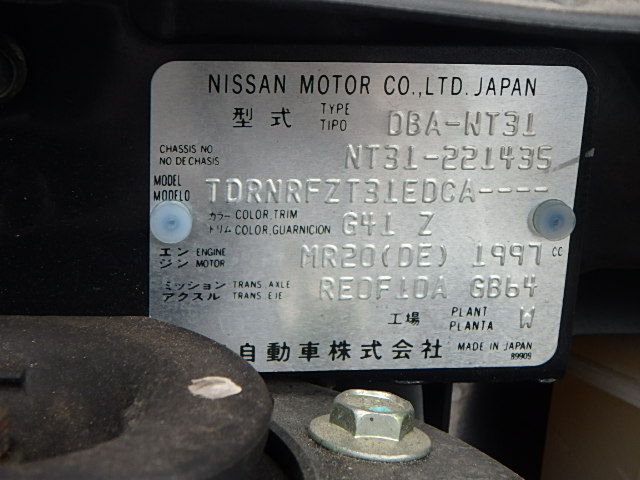 NISSAN MOTOR CO.,LTD. JAPAN
型式 TYPE TIPO DBA-NT31
CHASSIS NO
NO DE CHASIS NT31-221435
MODEL
MODELO TDRNRFZT31EDCA----
カラー COLOR,TRIM
トリム COLOR,GUARNICION G41 Z
エンジン ENGINE MOTOR MR20(DE) 1997 CC
ミッション TRANS. AXLE
アクスル TRANS. EJE RE0F10A GB64
工場 PLANT PLANTA W
自動車株式会社 MADE IN JAPAN
89909